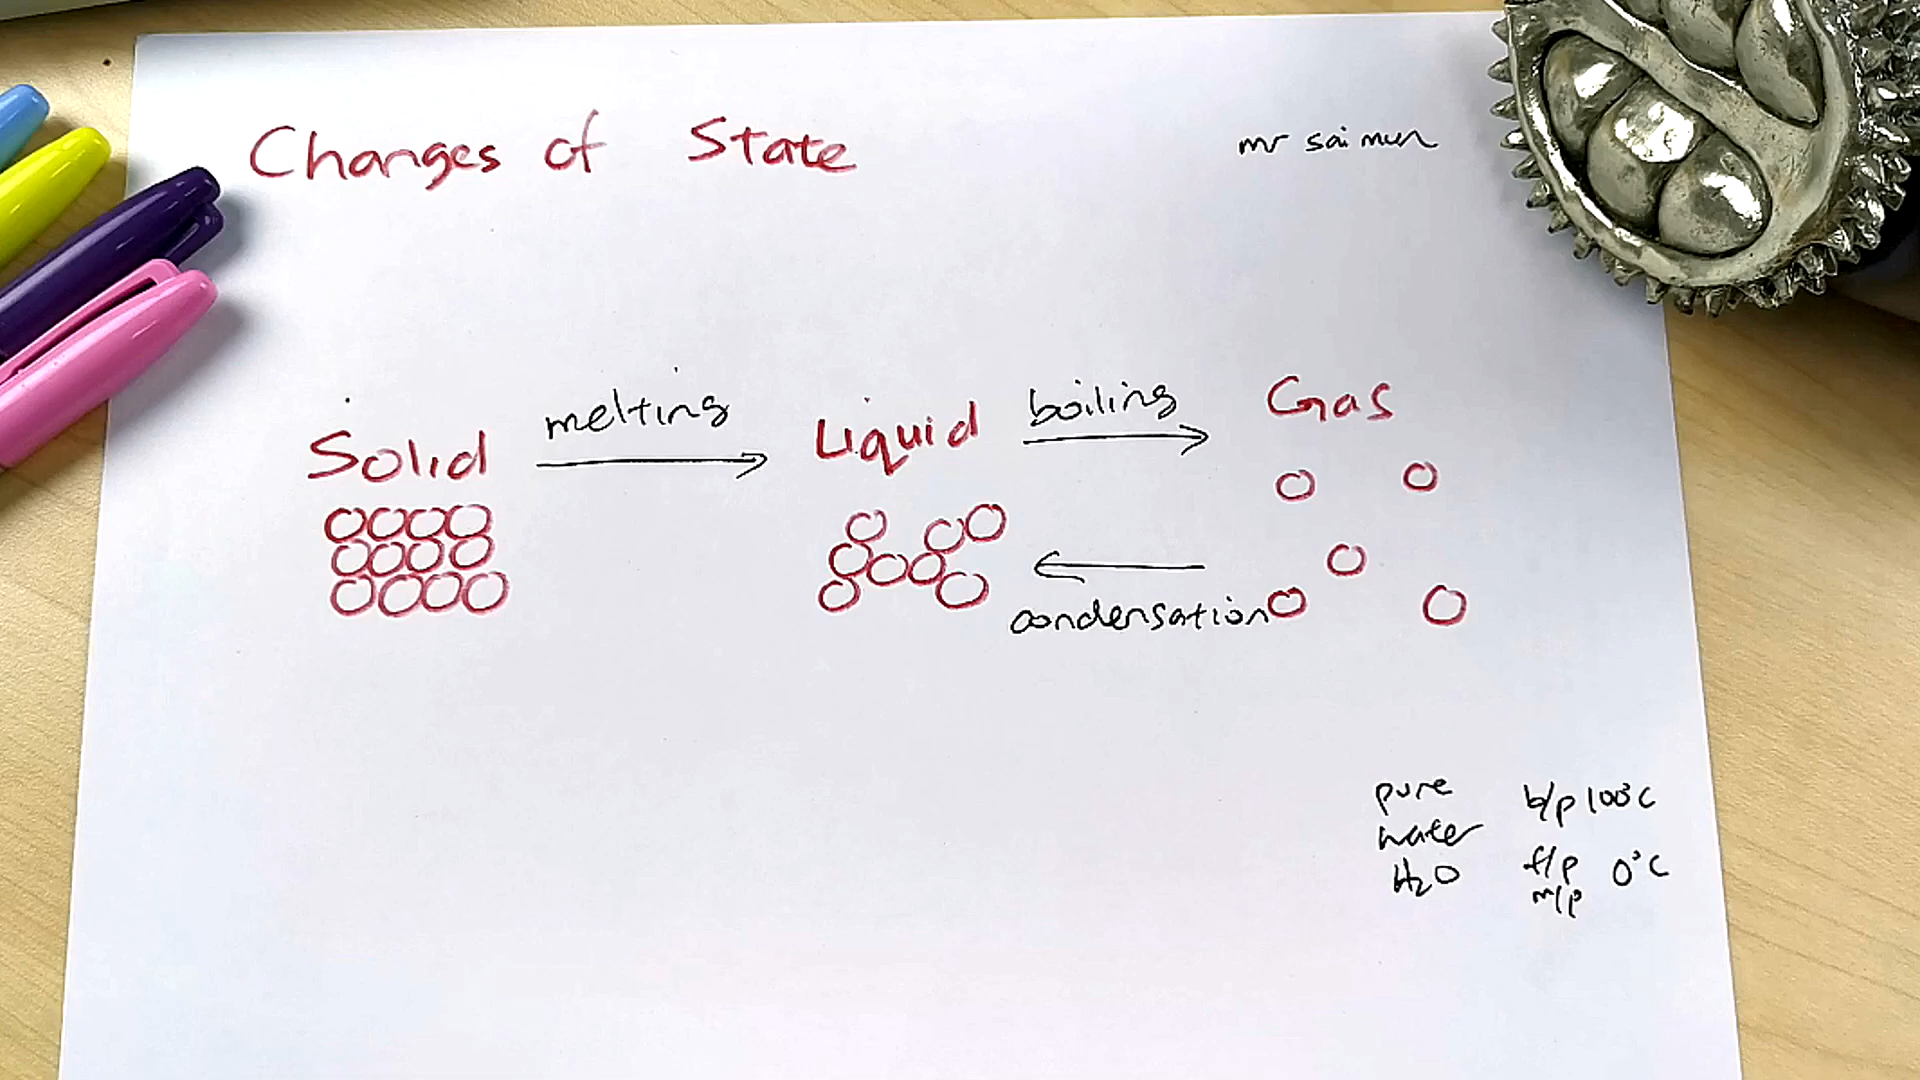 Changes of State
mr sai mun
Solid
melting
Liquid
boiling
Gas
condensation
pure
water
H₂O
b/p 100°C
f/p
m/p
0°C